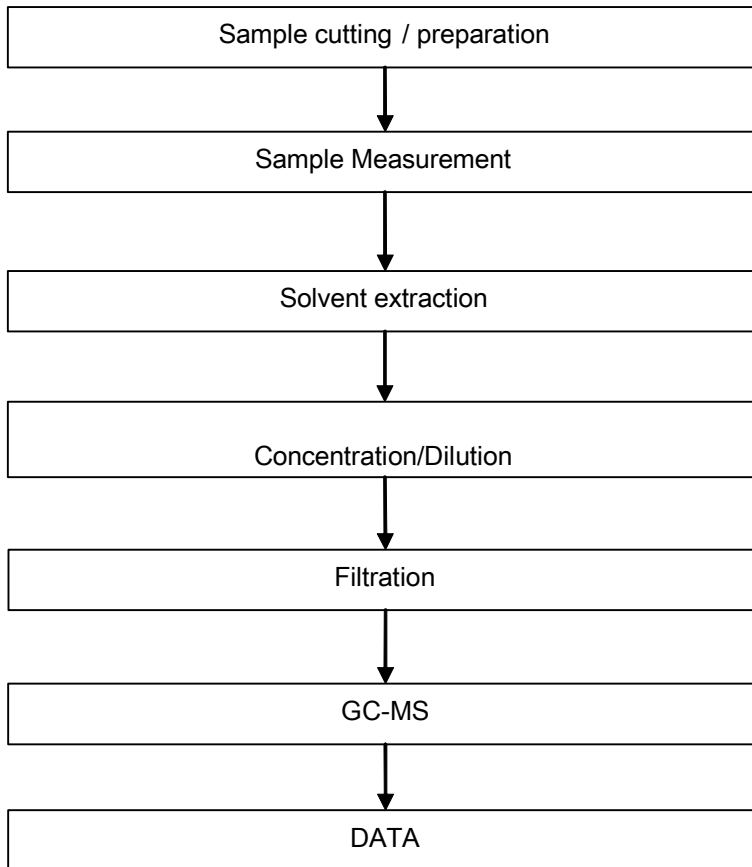 Sample cutting / preparation
Sample Measurement
Solvent extraction
Concentration/Dilution
Filtration
GC-MS
DATA